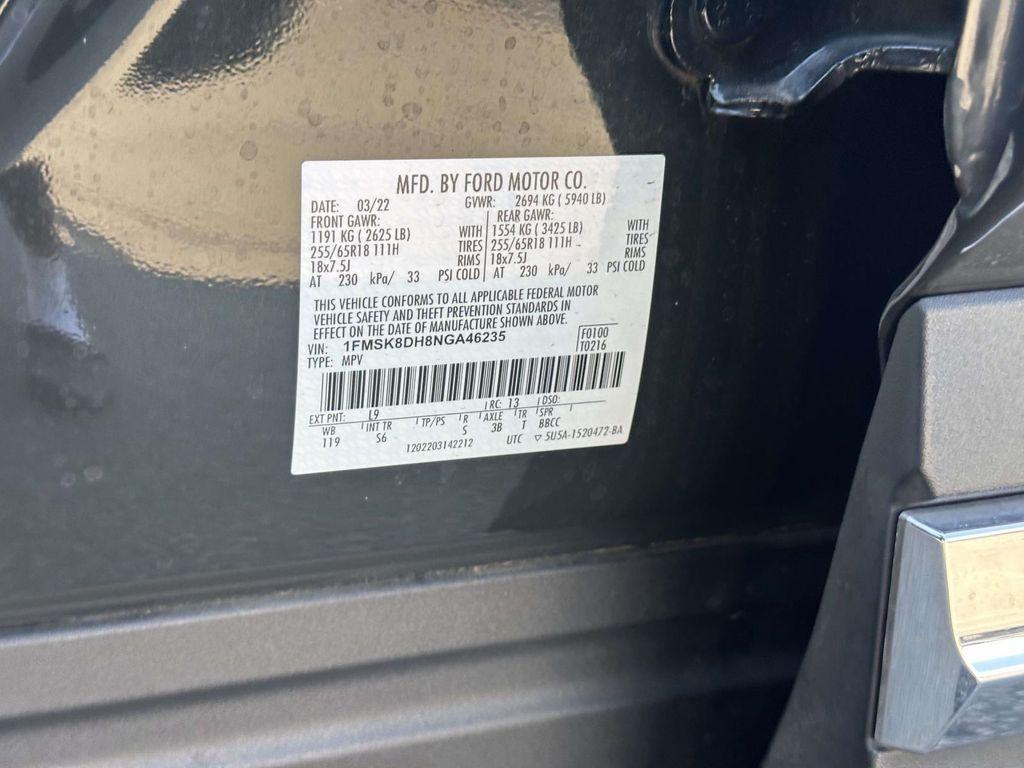 MFD. BY FORD MOTOR CO.
DATE: 03/22 GVWR: 2694 KG ( 5940 LB)
FRONT GAWR: REAR GAWR:
1191 KG ( 2625 LB) WITH 1554 KG ( 3425 LB) WITH
255/65R18 111H TIRES 255/65R18 111H TIRES
18x7.5J RIMS 18x7.5J RIMS
AT 230 kPa/ 33 PSI COLD AT 230 kPa/ 33 PSI COLD
THIS VEHICLE CONFORMS TO ALL APPLICABLE FEDERAL MOTOR
VEHICLE SAFETY AND THEFT PREVENTION STANDARDS IN
EFFECT ON THE DATE OF MANUFACTURE SHOWN ABOVE.
VIN: 1FMSK8DH8NGA46235 F0100
TYPE: MPV T0216
EXT PNT: L9 RC: 13 DSO:
WB INT TR TP/PS R AXLE TR SPR
119 S6 S 3B T BBCC
1202203142212 UTC ▽ 5U5A-1520472-BA